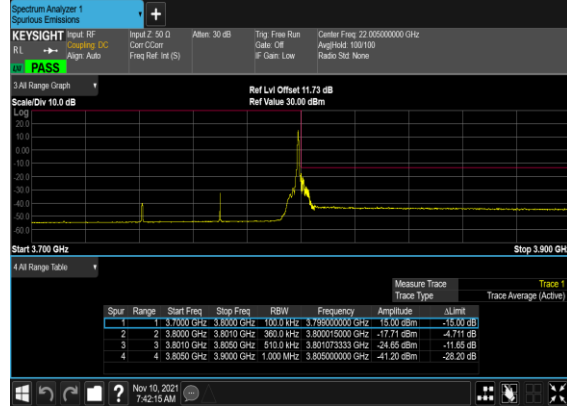 Spectrum Analyzer 1
Spurious Emissions
KEYSIGHT Input: RF Input Z: 50 Ω Atten: 30 dB Trig: Free Run Center Freq: 22.005000000 GHz
RL Coupling: DC Corr CCorr Gate: Off Avg|Hold: 100/100
Align: Auto Freq Ref: Int (S) IF Gain: Low Radio Std: None
LW PASS
3 All Range Graph
Ref Lvl Offset 11.73 dB
Scale/Div 10.0 dB Ref Value 30.00 dBm
Log
20.0
10.0
0.00
-10.0
-20.0
-30.0
-40.0
-50.0
-60.0
Start 3.700 GHz Stop 3.900 GH
4 All Range Table
Measure Trace Trace 1
Trace Type Trace Average (Active)
Spur Range Start Freq Stop Freq RBW Frequency Amplitude ΔLimit
1 1 3.7000 GHz 3.8000 GHz 100.0 kHz 3.799000000 GHz 15.00 dBm -15.00 dB
2 2 3.8000 GHz 3.8010 GHz 360.0 kHz 3.800015000 GHz -17.71 dBm -4.711 dB
3 3 3.8010 GHz 3.8050 GHz 510.0 kHz 3.801073333 GHz -24.65 dBm -11.65 dB
4 4 3.8050 GHz 3.9000 GHz 1.000 MHz 3.805000000 GHz -41.20 dBm -28.20 dB
? Nov 10, 2021
7:42:15 AM